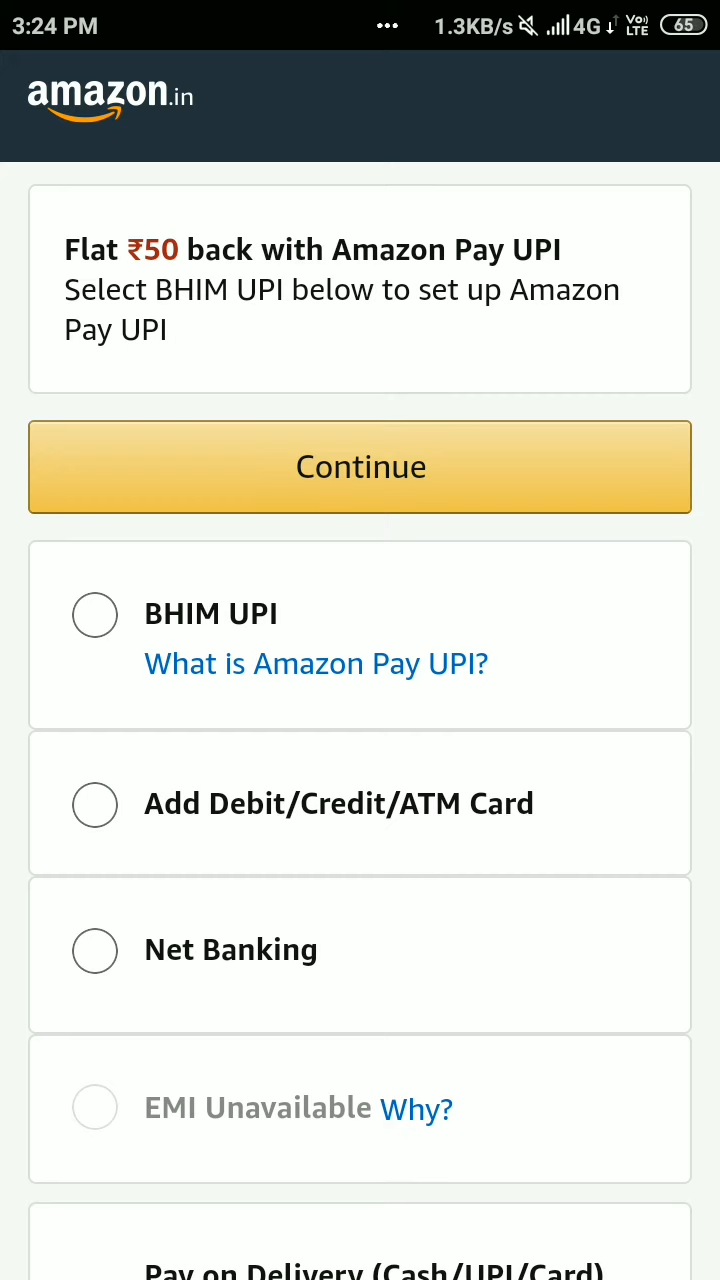 3:24 PM ... 1.3KB/s 4G Vo) LTE 65
amazon.in
Flat ₹50 back with Amazon Pay UPI
Select BHIM UPI below to set up Amazon
Pay UPI
Continue
BHIM UPI
What is Amazon Pay UPI?
Add Debit/Credit/ATM Card
Net Banking
EMI Unavailable Why?
Pay on Delivery (Cash/UPI/Card)